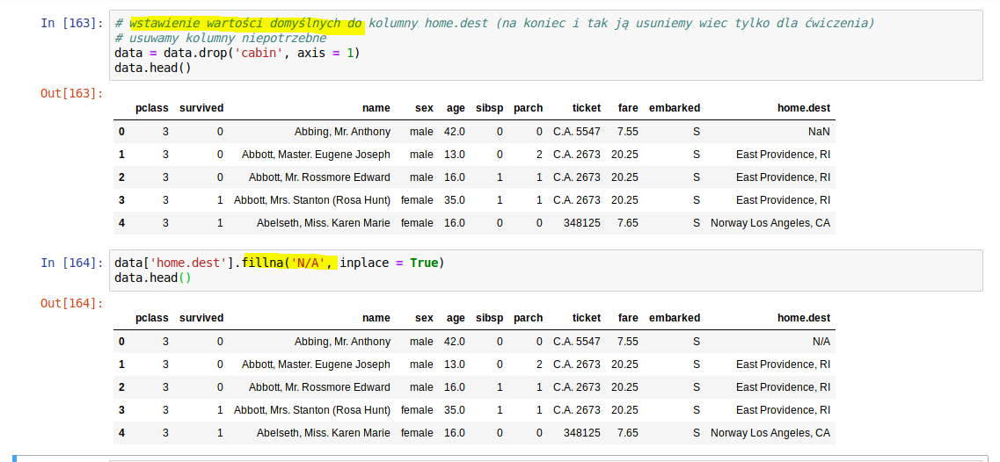 In [163]: # wstawienie wartości domyślnych do kolumny home.dest (na koniec i tak ją usuniemy wiec tylko dla ćwiczenia)
# usuwamy kolumny niepotrzebne
data = data.drop('cabin', axis = 1)
data.head()
Out[163]:
pclass survived name sex age sibsp parch ticket fare embarked home.dest
0 3 0 Abbing, Mr. Anthony male 42.0 0 0 C.A. 5547 7.55 S NaN
1 3 0 Abbott, Master. Eugene Joseph male 13.0 0 2 C.A. 2673 20.25 S East Providence, RI
2 3 0 Abbott, Mr. Rossmore Edward male 16.0 1 1 C.A. 2673 20.25 S East Providence, RI
3 3 1 Abbott, Mrs. Stanton (Rosa Hunt) female 35.0 1 1 C.A. 2673 20.25 S East Providence, RI
4 3 1 Abelseth, Miss. Karen Marie female 16.0 0 0 348125 7.65 S Norway Los Angeles, CA
In [164]: data['home.dest'].fillna('N/A', inplace = True)
data.head()
Out[164]:
pclass survived name sex age sibsp parch ticket fare embarked home.dest
0 3 0 Abbing, Mr. Anthony male 42.0 0 0 C.A. 5547 7.55 S N/A
1 3 0 Abbott, Master. Eugene Joseph male 13.0 0 2 C.A. 2673 20.25 S East Providence, RI
2 3 0 Abbott, Mr. Rossmore Edward male 16.0 1 1 C.A. 2673 20.25 S East Providence, RI
3 3 1 Abbott, Mrs. Stanton (Rosa Hunt) female 35.0 1 1 C.A. 2673 20.25 S East Providence, RI
4 3 1 Abelseth, Miss. Karen Marie female 16.0 0 0 348125 7.65 S Norway Los Angeles, CA